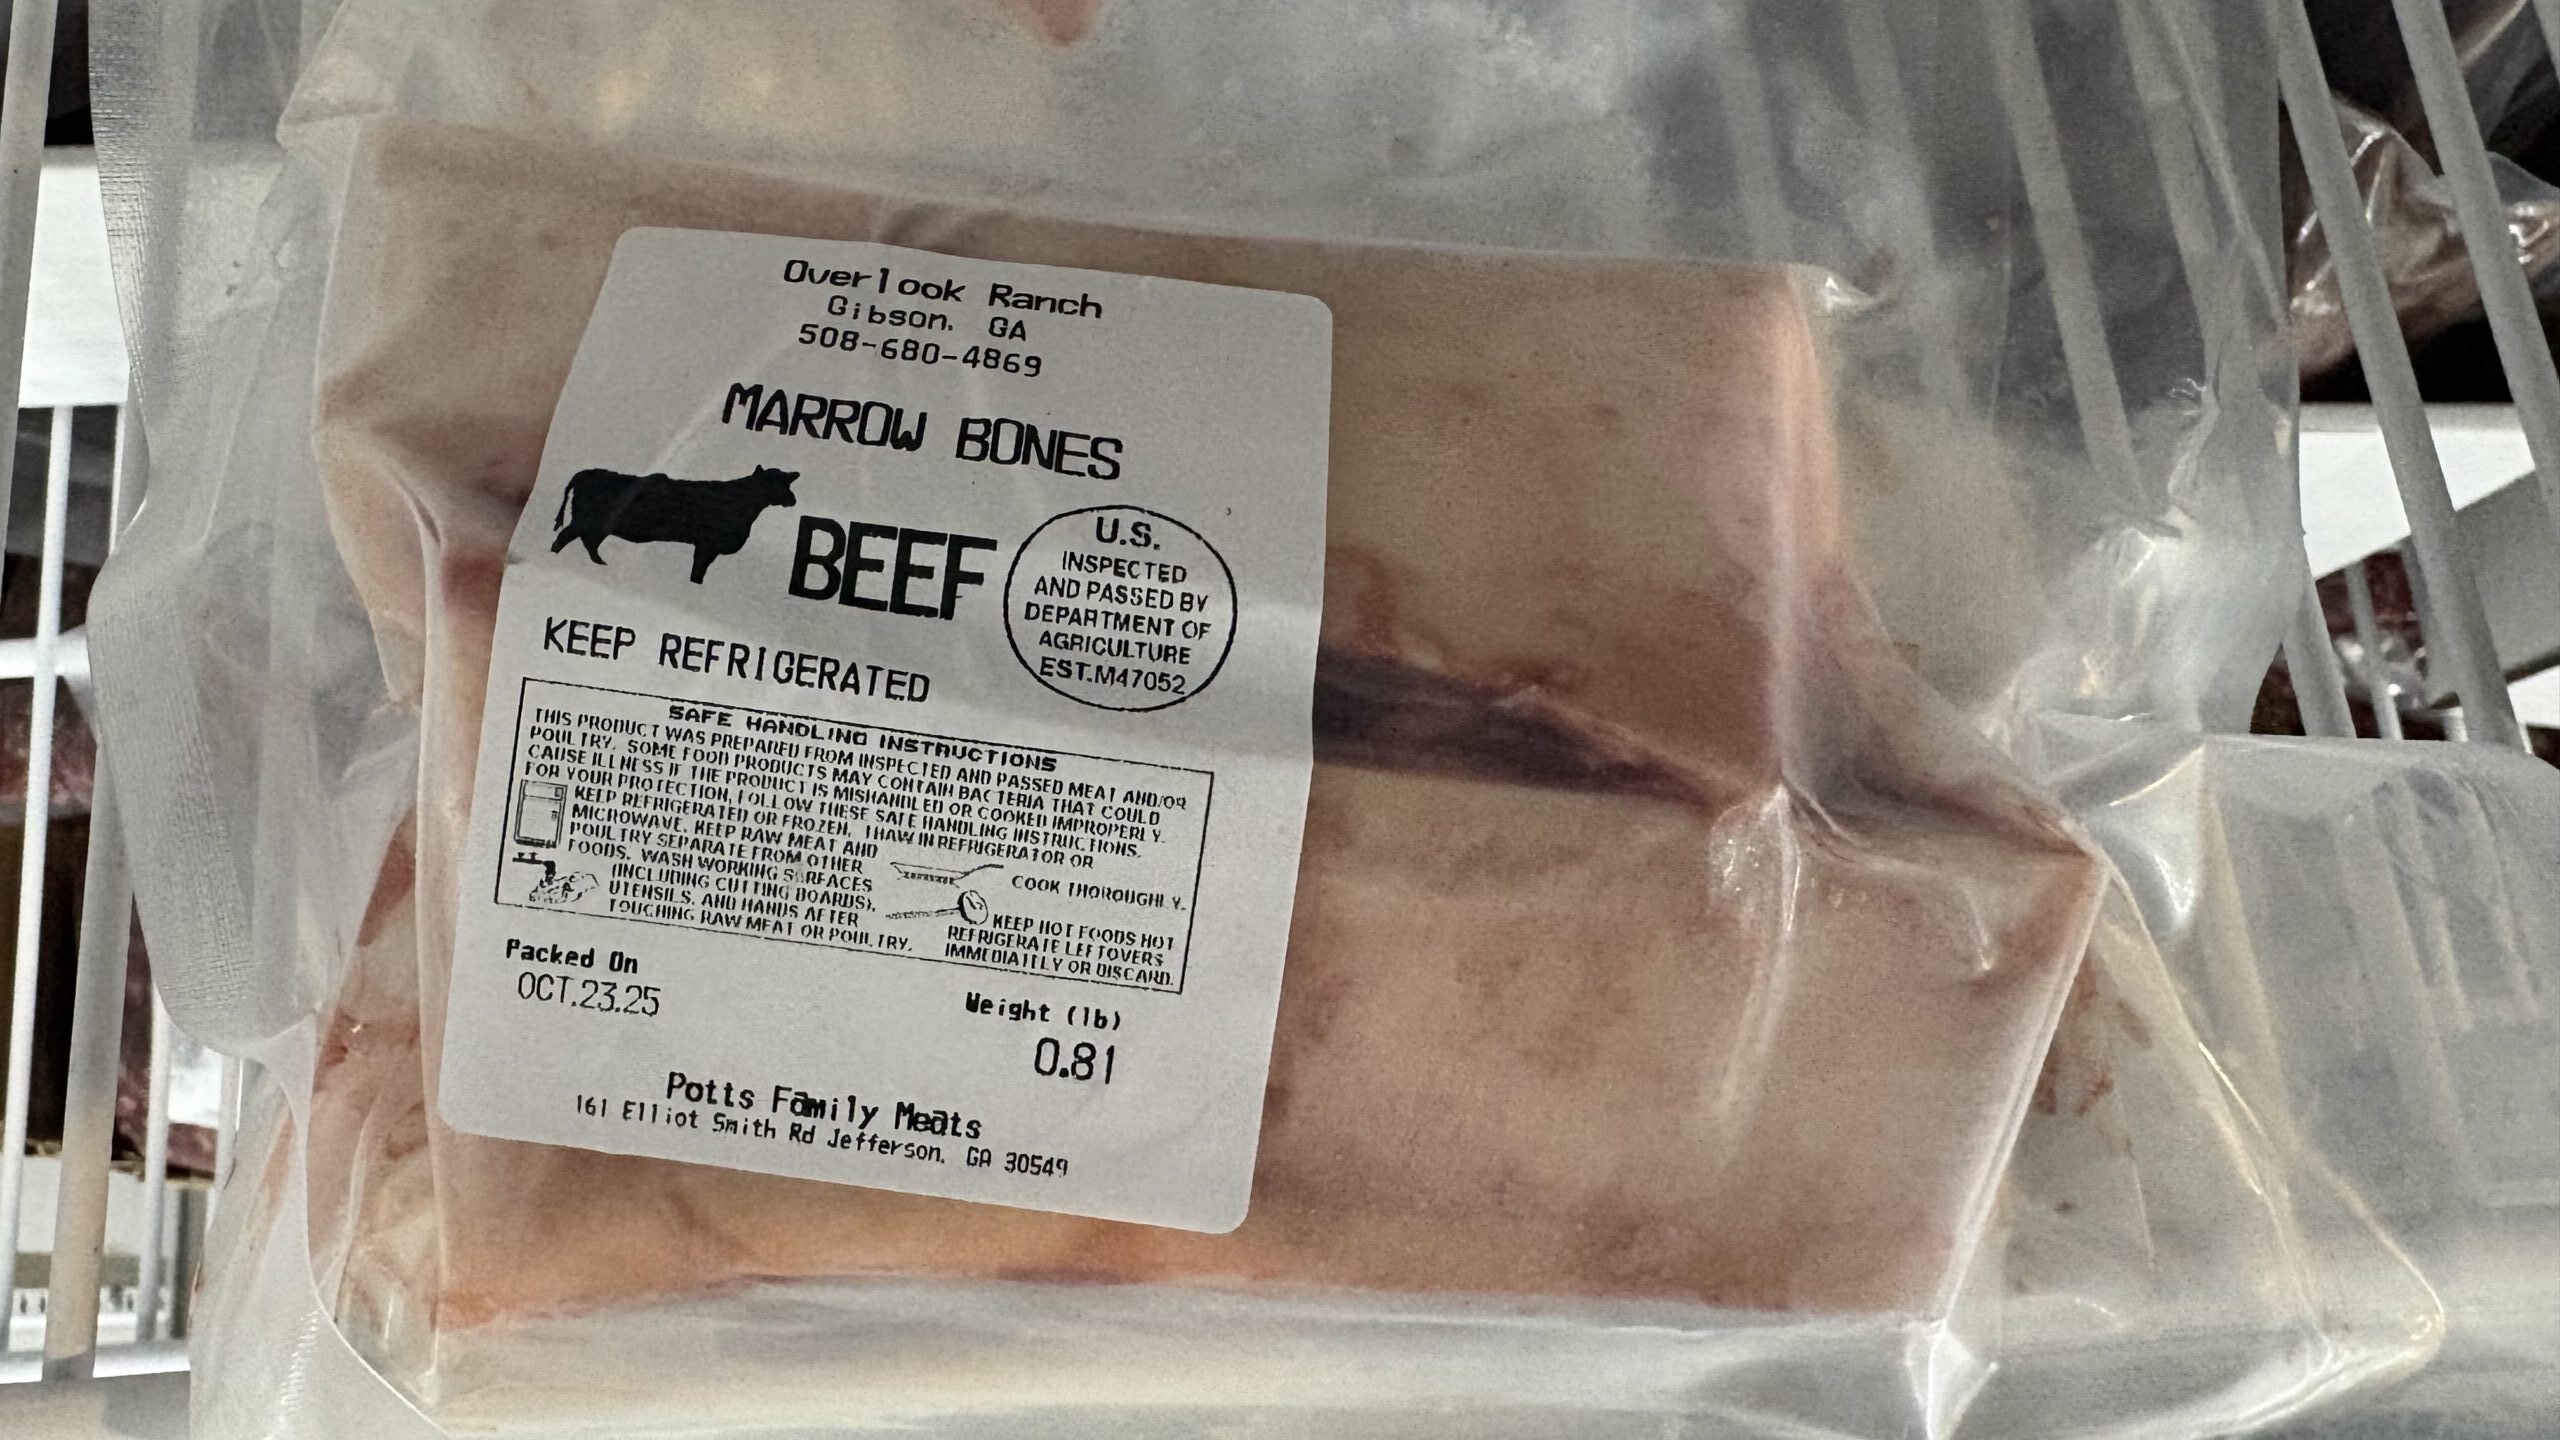 Overlook Ranch
Gibson, GA
508-680-4869
MARROW BONES
BEEF
U.S.
INSPECTED
AND PASSED BY
DEPARTMENT OF
AGRICULTURE
EST.M47052
KEEP REFRIGERATED
SAFE HANDLING INSTRUCTIONS
THIS PRODUCT WAS PREPARED FROM INSPECTED AND PASSED MEAT AND/OR
POULTRY. SOME FOOD PRODUCTS MAY CONTAIN BACTERIA THAT COULD
CAUSE ILLNESS IF THE PRODUCT IS MISHANDLED OR COOKED IMPROPERLY.
FOR YOUR PROTECTION, FOLLOW THESE SAFE HANDLING INSTRUCTIONS.
KEEP REFRIGERATED OR FROZEN. THAW IN REFRIGERATOR OR
MICROWAVE. KEEP RAW MEAT AND
POULTRY SEPARATE FROM OTHER
FOODS. WASH WORKING SURFACES
(INCLUDING CUTTING BOARDS),
UTENSILS, AND HANDS AFTER
TOUCHING RAW MEAT OR POULTRY.
COOK THOROUGHLY.
KEEP HOT FOODS HOT
REFRIGERATE LEFTOVERS
IMMEDIATELY OR DISCARD.
Packed On
OCT.23.25
Weight (lb)
0.81
Potts Family Meats
161 Elliot Smith Rd Jefferson, GA 30549